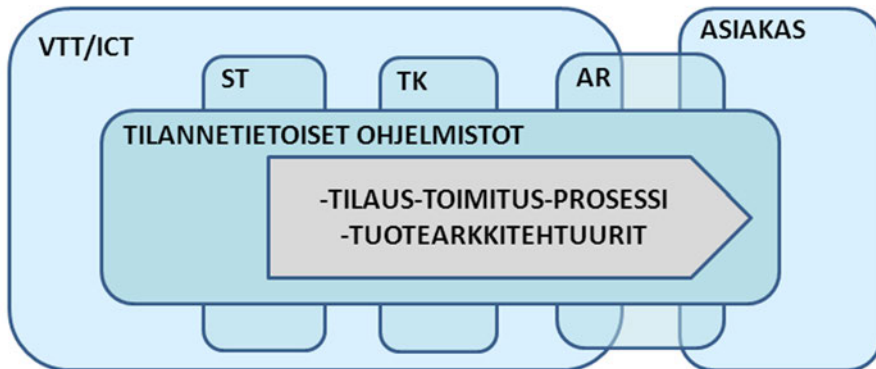 VTT/ICT
ASIAKAS
ST
TK
AR
TILANNETIETOISET OHJELMISTOT
-TILAUS-TOIMITUS-PROSESSI
-TUOTEARKKITEHTUURIT